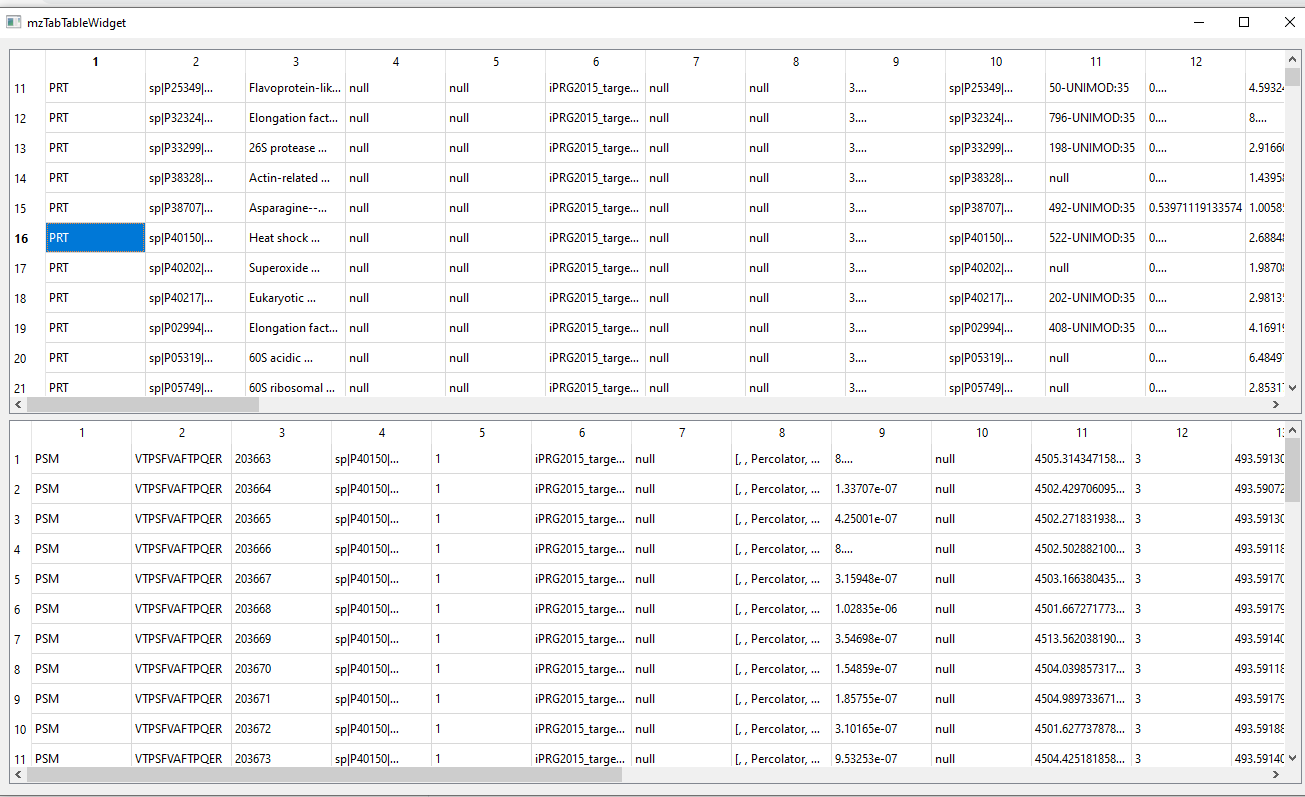 mzTabTableWidget
1 2 3 4 5 6 7 8 9 10 11 12
11 PRT sp|P25349|... Flavoprotein-lik... null null iPRG2015_targe... null null 3.... sp|P25349|... 50-UNIMOD:35 0.... 4.5932
12 PRT sp|P32324|... Elongation fact... null null iPRG2015_targe... null null 3.... sp|P32324|... 796-UNIMOD:35 0.... 8....
13 PRT sp|P33299|... 26S protease ... null null iPRG2015_targe... null null 3.... sp|P33299|... 198-UNIMOD:35 0.... 2.9166
14 PRT sp|P38328|... Actin-related ... null null iPRG2015_targe... null null 3.... sp|P38328|... null 0.... 1.4395
15 PRT sp|P38707|... Asparagine--... null null iPRG2015_targe... null null 3.... sp|P38707|... 492-UNIMOD:35 0.53971119133574 1.0058
16 PRT sp|P40150|... Heat shock ... null null iPRG2015_targe... null null 3.... sp|P40150|... 522-UNIMOD:35 0.... 2.6884
17 PRT sp|P40202|... Superoxide ... null null iPRG2015_targe... null null 3.... sp|P40202|... null 0.... 1.9870
18 PRT sp|P40217|... Eukaryotic ... null null iPRG2015_targe... null null 3.... sp|P40217|... 202-UNIMOD:35 0.... 2.9813
19 PRT sp|P02994|... Elongation fact... null null iPRG2015_targe... null null 3.... sp|P02994|... 408-UNIMOD:35 0.... 4.1691
20 PRT sp|P05319|... 60S acidic ... null null iPRG2015_targe... null null 3.... sp|P05319|... null 0.... 6.4849
21 PRT sp|P05749|... 60S ribosomal ... null null iPRG2015_targe... null null 3.... sp|P05749|... null 0.... 2.8531
1 2 3 4 5 6 7 8 9 10 11 12 13
1 PSM VTPSFVAFTPQER 203663 sp|P40150|... 1 iPRG2015_targe... null [, , Percolator, ... 8.... null 4505.314347158... 3 493.59130
2 PSM VTPSFVAFTPQER 203664 sp|P40150|... 1 iPRG2015_targe... null [, , Percolator, ... 1.33707e-07 null 4502.429706095... 3 493.59072
3 PSM VTPSFVAFTPQER 203665 sp|P40150|... 1 iPRG2015_targe... null [, , Percolator, ... 4.25001e-07 null 4502.271831938... 3 493.59130
4 PSM VTPSFVAFTPQER 203666 sp|P40150|... 1 iPRG2015_targe... null [, , Percolator, ... 8.... null 4502.502882100... 3 493.59118
5 PSM VTPSFVAFTPQER 203667 sp|P40150|... 1 iPRG2015_targe... null [, , Percolator, ... 3.15948e-07 null 4503.166380435... 3 493.59170
6 PSM VTPSFVAFTPQER 203668 sp|P40150|... 1 iPRG2015_targe... null [, , Percolator, ... 1.02835e-06 null 4501.667271773... 3 493.59179
7 PSM VTPSFVAFTPQER 203669 sp|P40150|... 1 iPRG2015_targe... null [, , Percolator, ... 3.54698e-07 null 4513.562038190... 3 493.59140
8 PSM VTPSFVAFTPQER 203670 sp|P40150|... 1 iPRG2015_targe... null [, , Percolator, ... 1.54859e-07 null 4504.039857317... 3 493.59118
9 PSM VTPSFVAFTPQER 203671 sp|P40150|... 1 iPRG2015_targe... null [, , Percolator, ... 1.85755e-07 null 4504.989733671... 3 493.59179
10 PSM VTPSFVAFTPQER 203672 sp|P40150|... 1 iPRG2015_targe... null [, , Percolator, ... 3.10165e-07 null 4501.627737878... 3 493.59188
11 PSM VTPSFVAFTPQER 203673 sp|P40150|... 1 iPRG2015_targe... null [, , Percolator, ... 9.53253e-07 null 4504.425181858... 3 493.59140